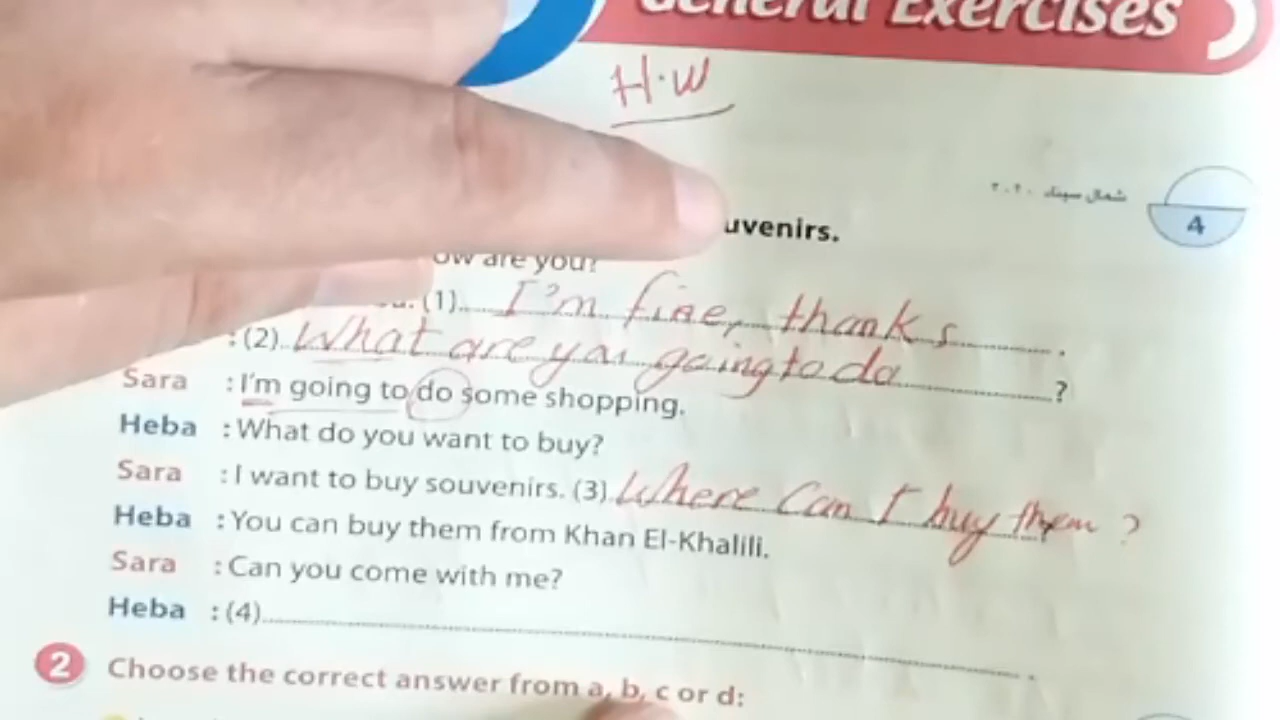 General Exercises
H.W
شمال سيناء ٢٠٢٠
4
uvenirs.
ow are you?
(1) I'm fine, thanks.
: (2) What are you going to do ?
Sara : I'm going to do some shopping.
Heba : What do you want to buy?
Sara : I want to buy souvenirs. (3) Where Can I buy them ?
Heba : You can buy them from Khan El-Khalili.
Sara : Can you come with me?
Heba : (4) .
2 Choose the correct answer from a, b, c or d: